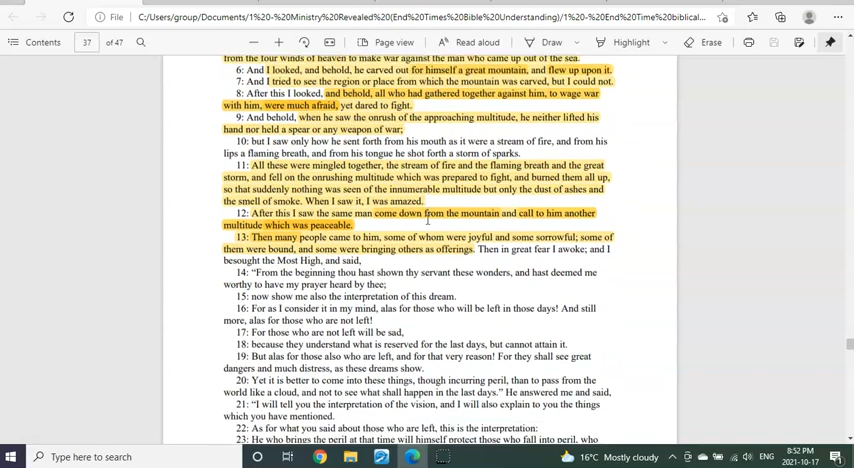 File
C:/Users/group/Documents/1%20-%20Ministry%20Revealed%20(End%20Times%20Bible%20Understanding)/1%20-%20End%20Time%20biblical...
Contents
37
of 47
Page view
Read aloud
Draw
Highlight
Erase
from the four winds of heaven to make war against the man who came up out of the sea.
6: And I looked, and behold, he carved out for himself a great mountain, and flew up upon it.
7: And I tried to see the region or place from which the mountain was carved, but I could not.
8: After this I looked, and behold, all who had gathered together against him, to wage war
with him, were much afraid, yet dared to fight.
9: And behold, when he saw the onrush of the approaching multitude, he neither lifted his
hand nor held a spear or any weapon of war;
10: but I saw only how he sent forth from his mouth as it were a stream of fire, and from his
lips a flaming breath, and from his tongue he shot forth a storm of sparks.
11: All these were mingled together, the stream of fire and the flaming breath and the great
storm, and fell on the onrushing multitude which was prepared to fight, and burned them all up,
so that suddenly nothing was seen of the innumerable multitude but only the dust of ashes and
the smell of smoke. When I saw it, I was amazed.
12: After this I saw the same man come down from the mountain and call to him another
multitude which was peaceable.
13: Then many people came to him, some of whom were joyful and some sorrowful; some of
them were bound, and some were bringing others as offerings. Then in great fear I awoke; and I
besought the Most High, and said,
14: “From the beginning thou hast shown thy servant these wonders, and hast deemed me
worthy to have my prayer heard by thee;
15: now show me also the interpretation of this dream.
16: For as I consider it in my mind, alas for those who will be left in those days! And still
more, alas for those who are not left!
17: For those who are not left will be sad,
18: because they understand what is reserved for the last days, but cannot attain it.
19: But alas for those also who are left, and for that very reason! For they shall see great
dangers and much distress, as these dreams show.
20: Yet it is better to come into these things, though incurring peril, than to pass from the
world like a cloud, and not to see what shall happen in the last days.” He answered me and said,
21: “I will tell you the interpretation of the vision, and I will also explain to you the things
which you have mentioned.
22: As for what you said about those who are left, this is the interpretation:
23: He who brings the peril at that time will himself protect those who fall into peril, who
Type here to search
16°C Mostly cloudy
ENG
8:52 PM
2021-10-17